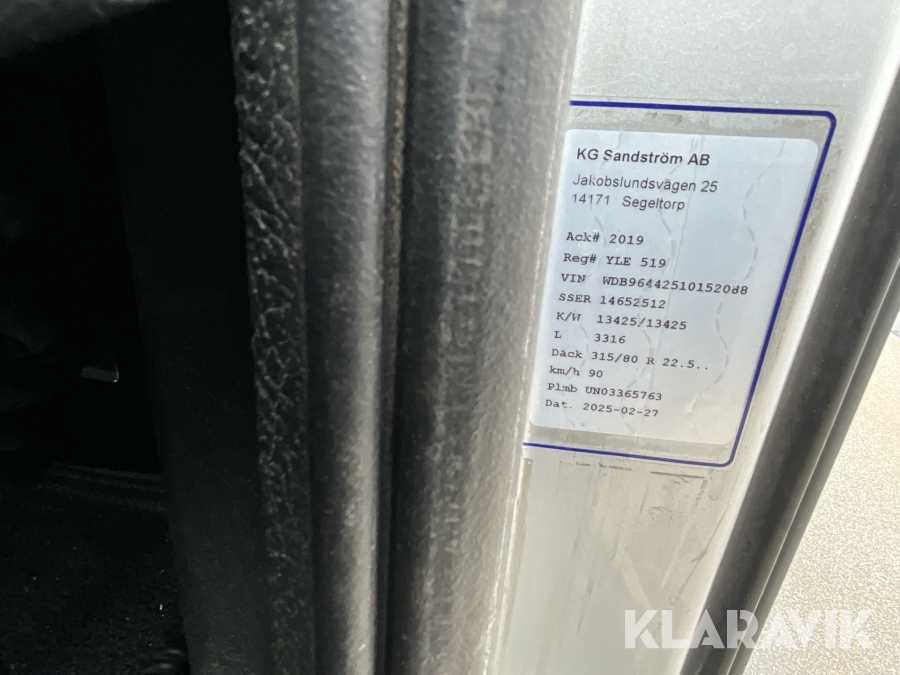 KG Sandström AB
Jakobslundsvägen 25
14171 Segeltorp
Ack# 2019
Reg# YLE 519
VIN WDB96442510152088
SSER 14652512
K/W 13425/13425
L 3316
Däck 315/80 R 22.5..
km/h 90
Plmb UN03365763
Dat. 2025-02-27
KLARAVIK